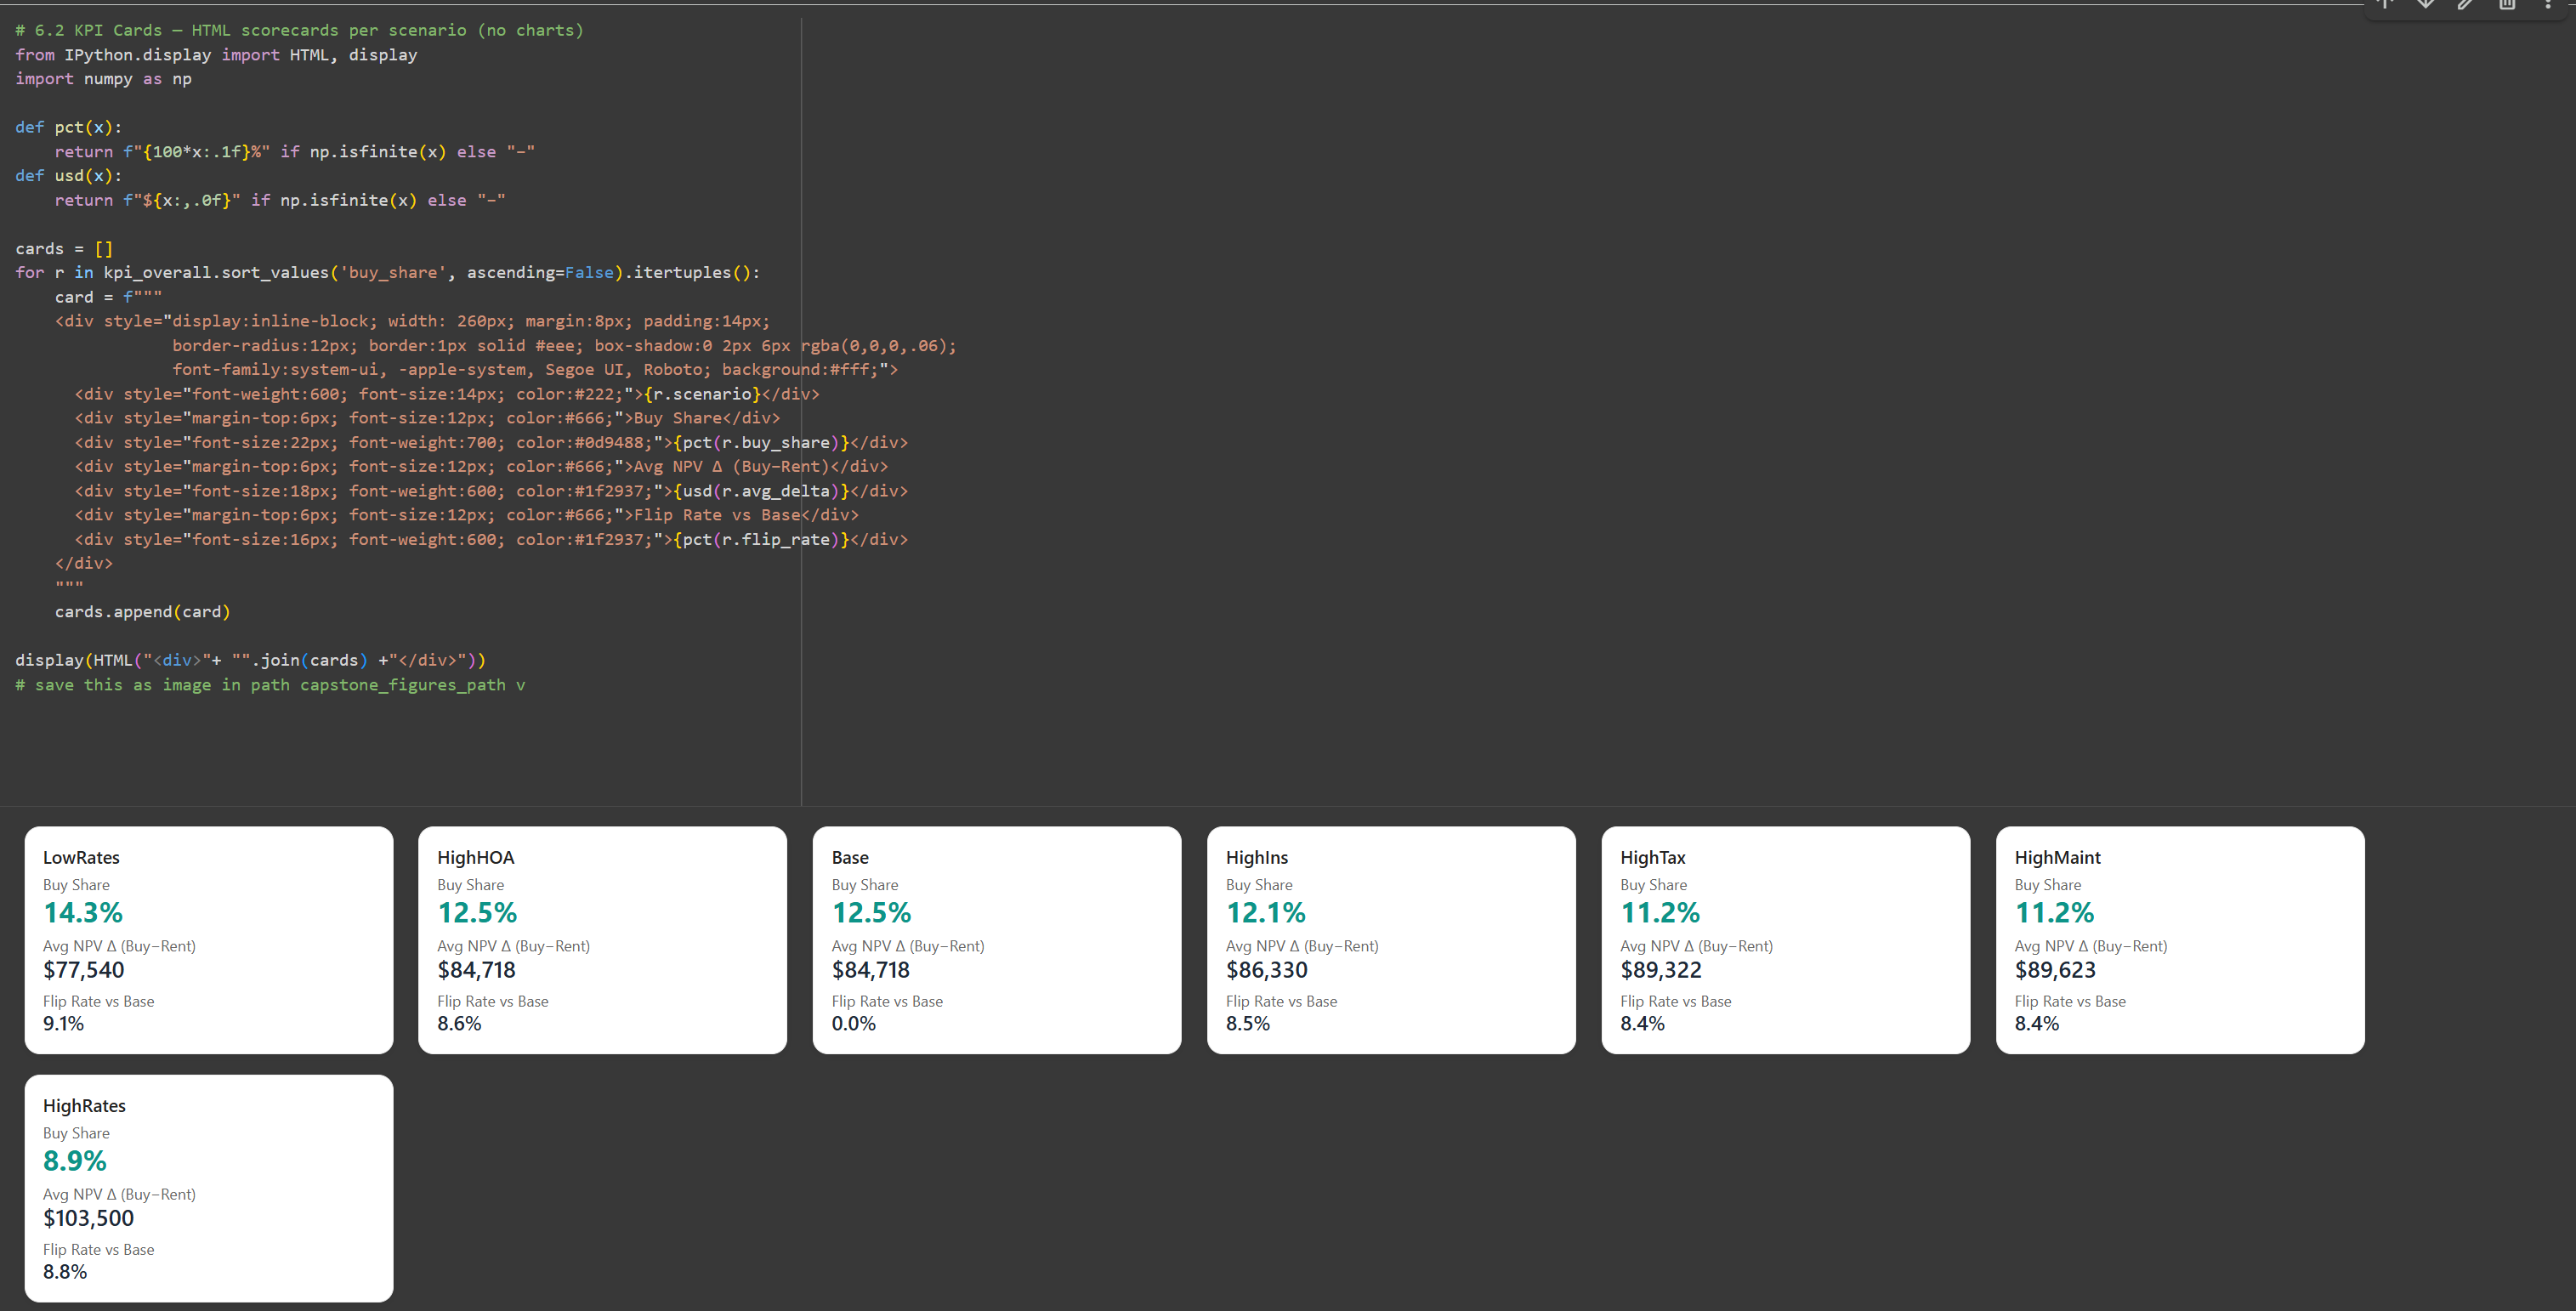 # 6.2 KPI Cards — HTML scorecards per scenario (no charts)
from IPython.display import HTML, display
import numpy as np
def pct(x):
    return f"{100*x:.1f}%" if np.isfinite(x) else "–"
def usd(x):
    return f"${x:,.0f}" if np.isfinite(x) else "–"
cards = []
for r in kpi_overall.sort_values('buy_share', ascending=False).itertuples():
    card = f"""
    <div style="display:inline-block; width: 260px; margin:8px; padding:14px;
                border-radius:12px; border:1px solid #eee; box-shadow:0 2px 6px rgba(0,0,0,.06);
                font-family:system-ui, -apple-system, Segoe UI, Roboto; background:#fff;">
      <div style="font-weight:600; font-size:14px; color:#222;">{r.scenario}</div>
      <div style="margin-top:6px; font-size:12px; color:#666;">Buy Share</div>
      <div style="font-size:22px; font-weight:700; color:#0d9488;">{pct(r.buy_share)}</div>
      <div style="margin-top:6px; font-size:12px; color:#666;">Avg NPV Δ (Buy−Rent)</div>
      <div style="font-size:18px; font-weight:600; color:#1f2937;">{usd(r.avg_delta)}</div>
      <div style="margin-top:6px; font-size:12px; color:#666;">Flip Rate vs Base</div>
      <div style="font-size:16px; font-weight:600; color:#1f2937;">{pct(r.flip_rate)}</div>
    </div>
    """
    cards.append(card)
display(HTML("<div>"+ "".join(cards) +"</div>"))
# save this as image in path capstone_figures_path v
LowRates
Buy Share
14.3%
Avg NPV Δ (Buy−Rent)
$77,540
Flip Rate vs Base
9.1%
HighHOA
Buy Share
12.5%
Avg NPV Δ (Buy−Rent)
$84,718
Flip Rate vs Base
8.6%
Base
Buy Share
12.5%
Avg NPV Δ (Buy−Rent)
$84,718
Flip Rate vs Base
0.0%
HighIns
Buy Share
12.1%
Avg NPV Δ (Buy−Rent)
$86,330
Flip Rate vs Base
8.5%
HighTax
Buy Share
11.2%
Avg NPV Δ (Buy−Rent)
$89,322
Flip Rate vs Base
8.4%
HighMaint
Buy Share
11.2%
Avg NPV Δ (Buy−Rent)
$89,623
Flip Rate vs Base
8.4%
HighRates
Buy Share
8.9%
Avg NPV Δ (Buy−Rent)
$103,500
Flip Rate vs Base
8.8%